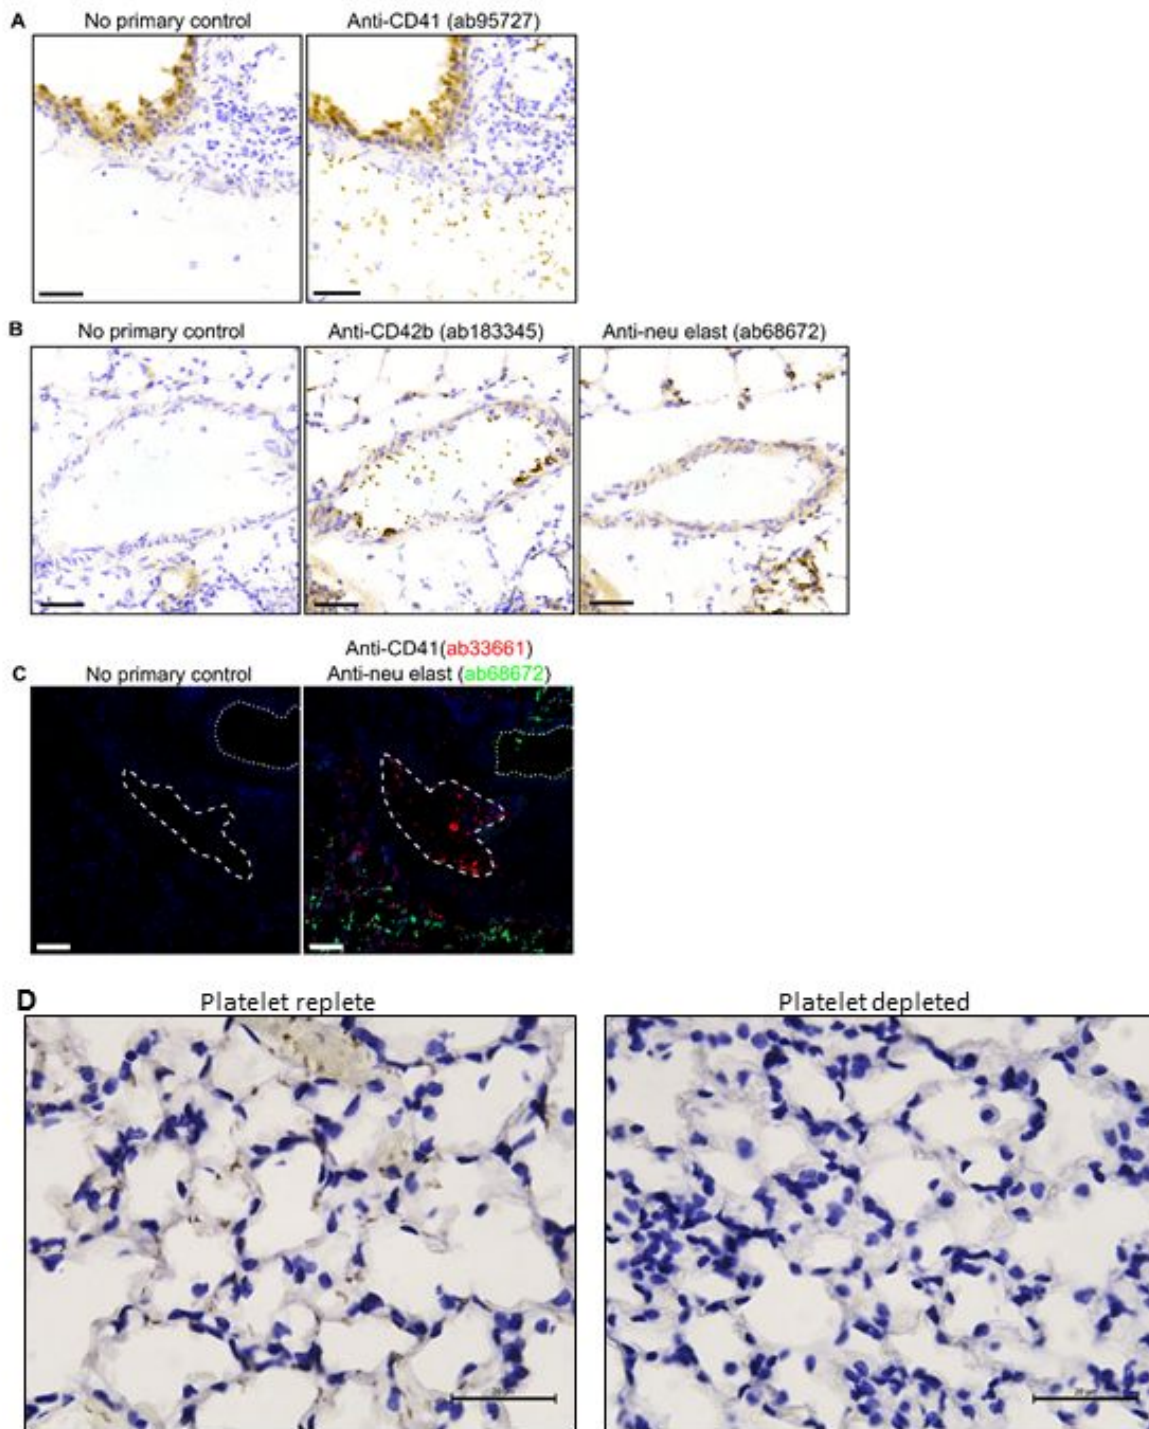 A
No primary control
Anti-CD41 (ab95727)
B
No primary control
Anti-CD42b (ab183345)
Anti-neu elast (ab68672)
Anti-CD41(ab33661)
C
No primary control
Anti-neu elast (ab68672)
D
Platelet replete
Platelet depleted